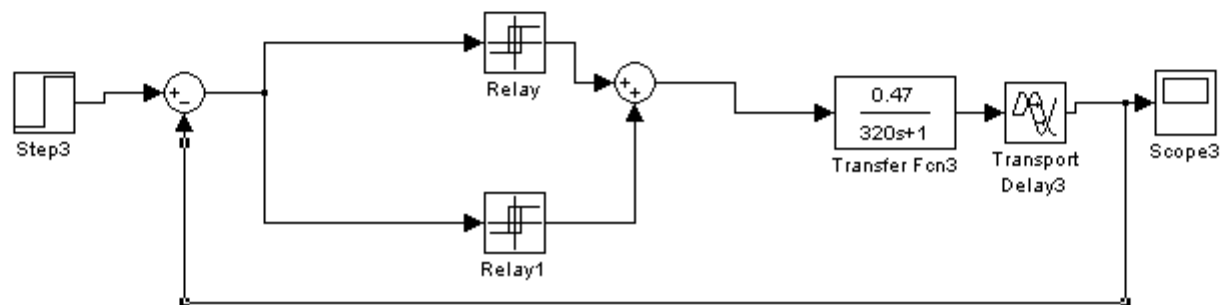 Step3
+
−
Relay
Relay1
+
+
0.47
320s+1
Transfer Fcn3
Transport
Delay3
Scope3